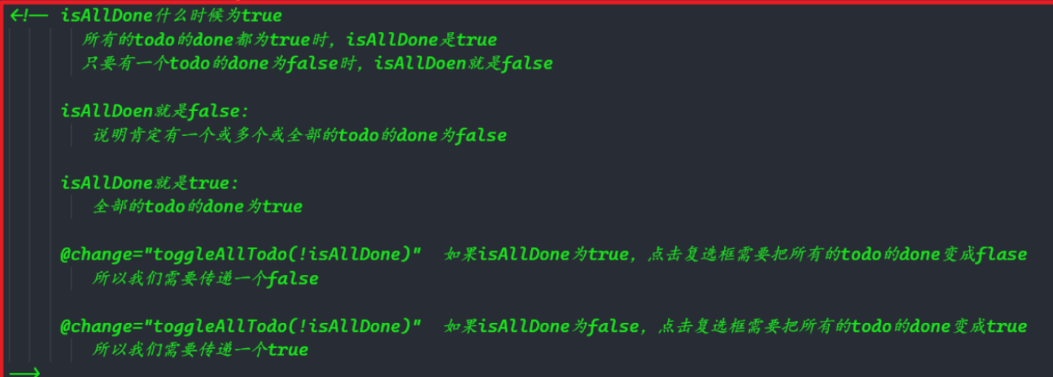 <!-- isAllDone什么时候为true
所有的todo的done都为true时，isAllDone是true
只要有一个todo的done为false时，isAllDoen就是false
isAllDoen就是false:
说明肯定有一个或多个或全部的todo的done为false
isAllDone就是true:
全部的todo的done为true
@change="toggleAllTodo(!isAllDone)" 如果isAllDone为true，点击复选框需要把所有的todo的done变成flase
所以我们需要传递一个false
@change="toggleAllTodo(!isAllDone)" 如果isAllDone为false，点击复选框需要把所有的todo的done变成true
所以我们需要传递一个true
-->